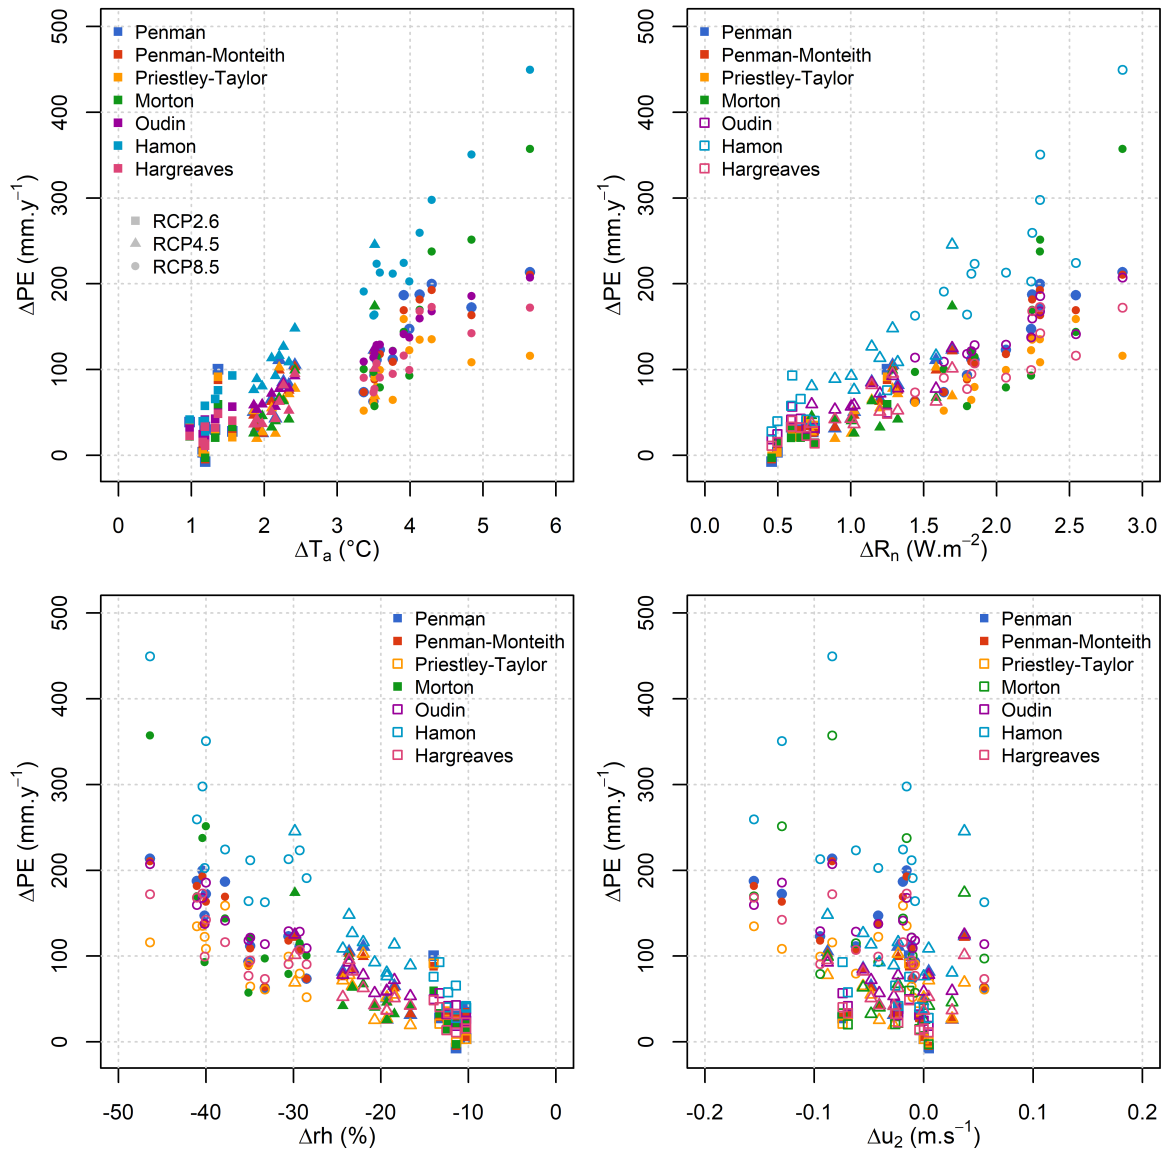 500
400
300
200
100
0
ΔPE (mm.y⁻¹)
Penman
Penman-Monteith
Priestley-Taylor
Morton
Oudin
Hamon
Hargreaves
RCP2.6
RCP4.5
RCP8.5
0 1 2 3 4 5 6
ΔTₐ (°C)
500
400
300
200
100
0
ΔPE (mm.y⁻¹)
Penman
Penman-Monteith
Priestley-Taylor
Morton
Oudin
Hamon
Hargreaves
0.0 0.5 1.0 1.5 2.0 2.5 3.0
ΔRₙ (W.m⁻²)
500
400
300
200
100
0
ΔPE (mm.y⁻¹)
Penman
Penman-Monteith
Priestley-Taylor
Morton
Oudin
Hamon
Hargreaves
-50 -40 -30 -20 -10 0
Δrh (%)
500
400
300
200
100
0
ΔPE (mm.y⁻¹)
Penman
Penman-Monteith
Priestley-Taylor
Morton
Oudin
Hamon
Hargreaves
-0.2 -0.1 0.0 0.1 0.2
Δu₂ (m.s⁻¹)